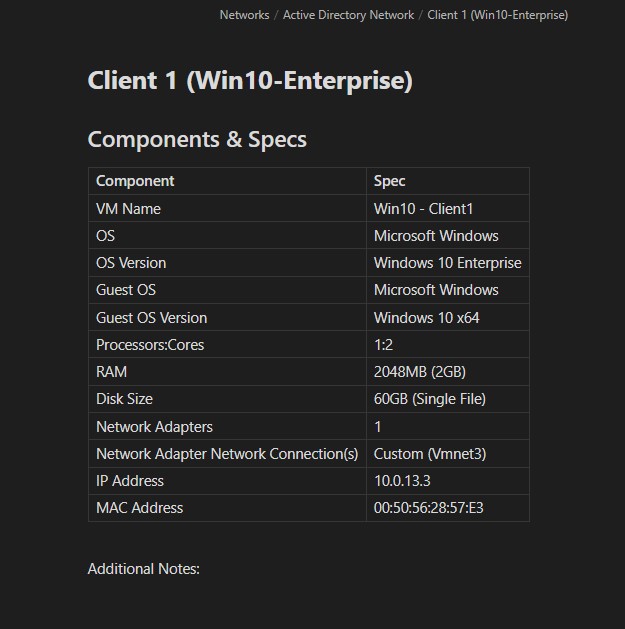 Networks / Active Directory Network / Client 1 (Win10-Enterprise)
Client 1 (Win10-Enterprise)
Components & Specs
Component Spec
VM Name Win10 - Client1
OS Microsoft Windows
OS Version Windows 10 Enterprise
Guest OS Microsoft Windows
Guest OS Version Windows 10 x64
Processors:Cores 1:2
RAM 2048MB (2GB)
Disk Size 60GB (Single File)
Network Adapters 1
Network Adapter Network Connection(s) Custom (Vmnet3)
IP Address 10.0.13.3
MAC Address 00:50:56:28:57:E3
Additional Notes: